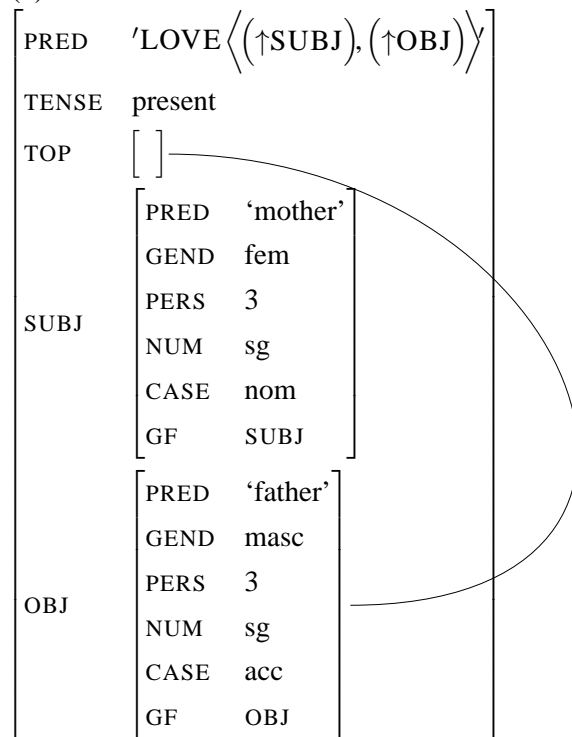 PRED ′LOVE⟨(↑SUBJ),(↑OBJ)⟩′
TENSE present
TOP [ ]
PRED ‘mother’
GEND fem
PERS 3
SUBJ
NUM sg
CASE nom
GF SUBJ
PRED ‘father’
GEND masc
PERS 3
OBJ
NUM sg
CASE acc
GF OBJ